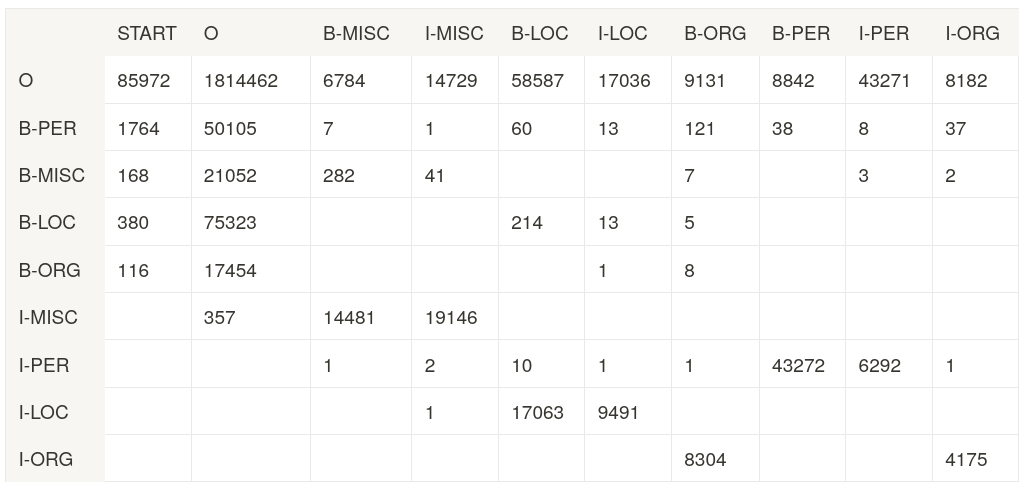 START O B-MISC I-MISC B-LOC I-LOC B-ORG B-PER I-PER I-ORG
O 85972 1814462 6784 14729 58587 17036 9131 8842 43271 8182
B-PER 1764 50105 7 1 60 13 121 38 8 37
B-MISC 168 21052 282 41 7 3 2
B-LOC 380 75323 214 13 5
B-ORG 116 17454 1 8
I-MISC 357 14481 19146
I-PER 1 2 10 1 1 43272 6292 1
I-LOC 1 17063 9491
I-ORG 8304 4175